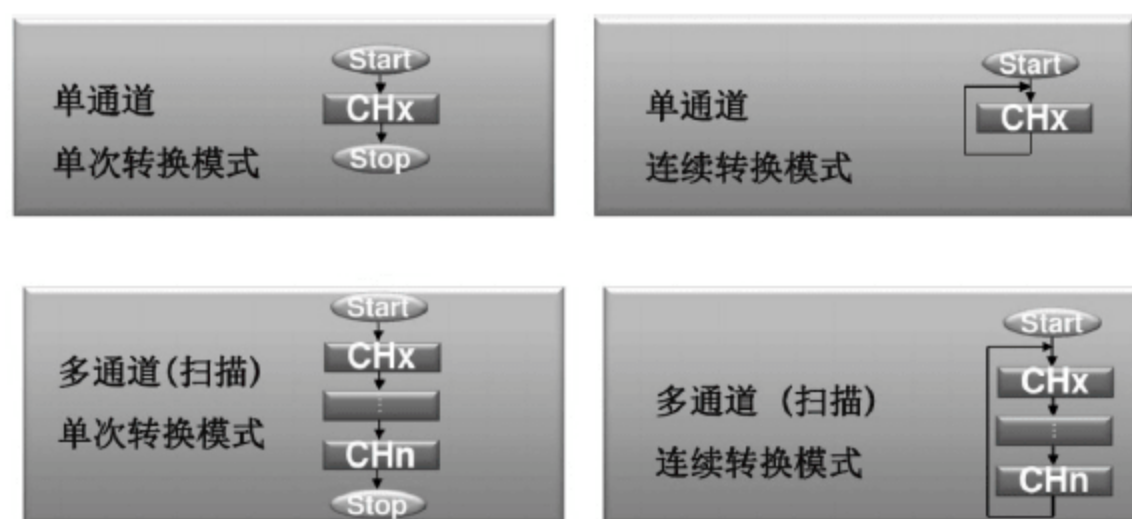 单通道
单次转换模式
Start
CHx
Stop
单通道
连续转换模式
Start
CHx
多通道(扫描)
单次转换模式
Start
CHx
⋮
CHn
Stop
多通道 (扫描)
连续转换模式
Start
CHx
⋮
CHn